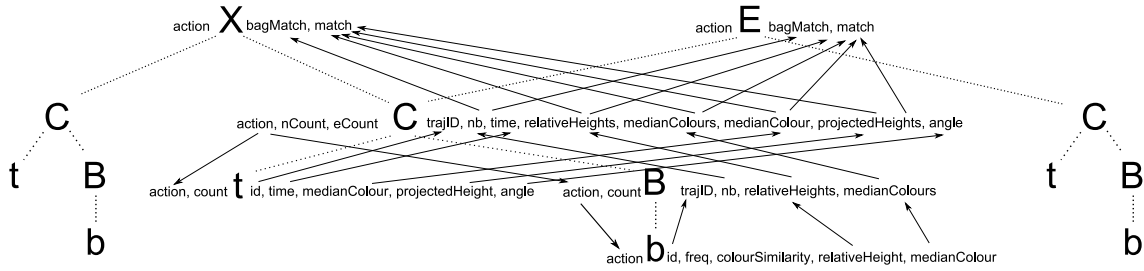 action X bagMatch, match
action E bagMatch, match
C
action, nCount, eCount C trajID, nb, time, relativeHeights, medianColours, medianColour, projectedHeights, angle
C
t
B
action, count t id, time, medianColour, projectedHeight, angle
action, count B trajID, nb, relativeHeights, medianColours
t
B
b
action b id, freq, colourSimilarity, relativeHeight, medianColour
b